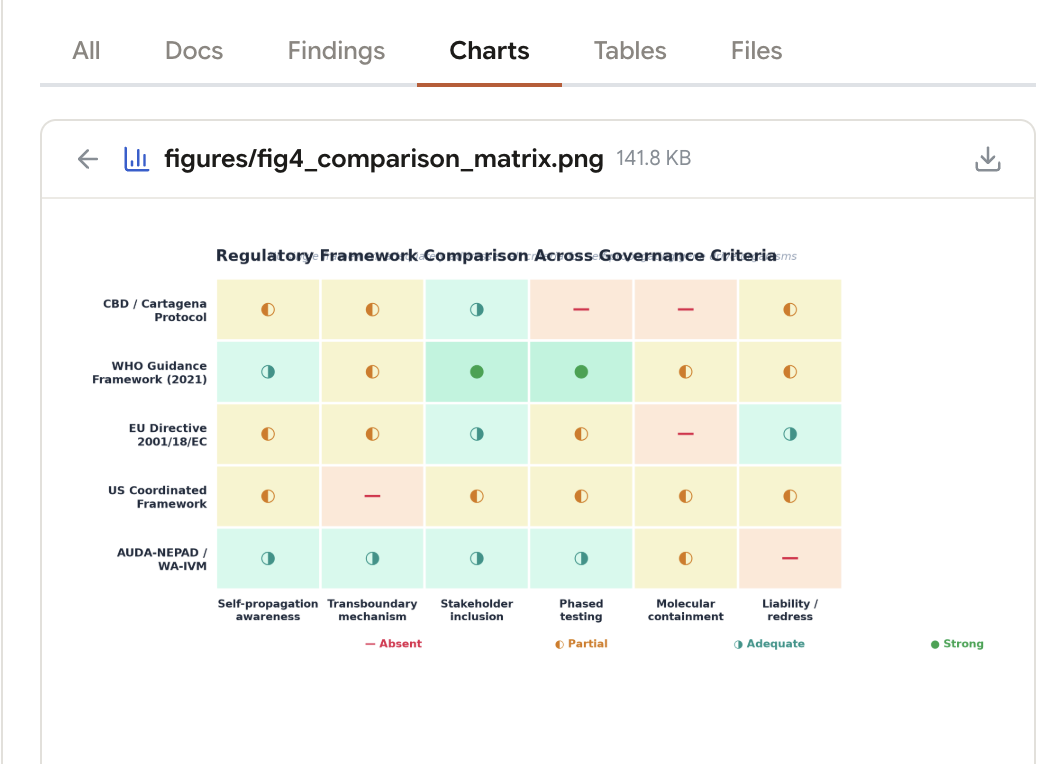 All Docs Findings Charts Tables Files
figures/fig4_comparison_matrix.png 141.8 KB
Regulatory Framework Comparison Across Governance Criteria
CBD / Cartagena
Protocol
WHO Guidance
Framework (2021)
EU Directive
2001/18/EC
US Coordinated
Framework
AUDA-NEPAD /
WA-IVM
Self-propagation Transboundary Stakeholder Phased Molecular Liability /
awareness mechanism inclusion testing containment redress
— Absent ◐ Partial ◑ Adequate ● Strong